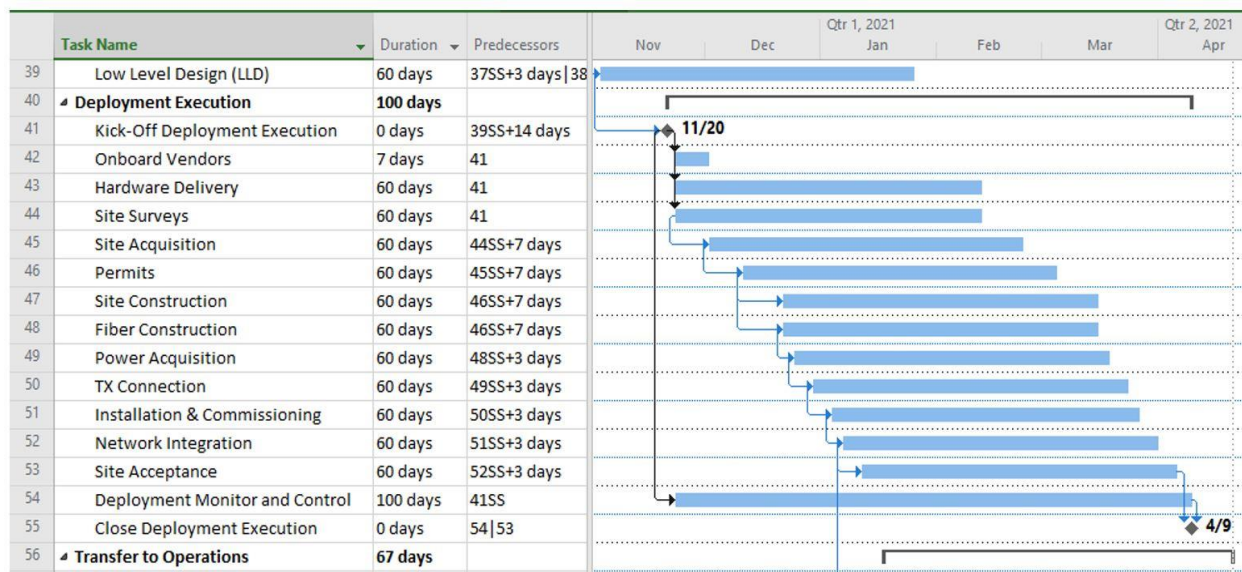 Qtr 1, 2021 Qtr 2, 2021
Task Name Duration Predecessors Nov Dec Jan Feb Mar Apr
39 Low Level Design (LLD) 60 days 37SS+3 days|38
40 Deployment Execution 100 days
41 Kick-Off Deployment Execution 0 days 39SS+14 days 11/20
42 Onboard Vendors 7 days 41
43 Hardware Delivery 60 days 41
44 Site Surveys 60 days 41
45 Site Acquisition 60 days 44SS+7 days
46 Permits 60 days 45SS+7 days
47 Site Construction 60 days 46SS+7 days
48 Fiber Construction 60 days 46SS+7 days
49 Power Acquisition 60 days 48SS+3 days
50 TX Connection 60 days 49SS+3 days
51 Installation & Commissioning 60 days 50SS+3 days
52 Network Integration 60 days 51SS+3 days
53 Site Acceptance 60 days 52SS+3 days
54 Deployment Monitor and Control 100 days 41SS
55 Close Deployment Execution 0 days 54|53 4/9
56 Transfer to Operations 67 days